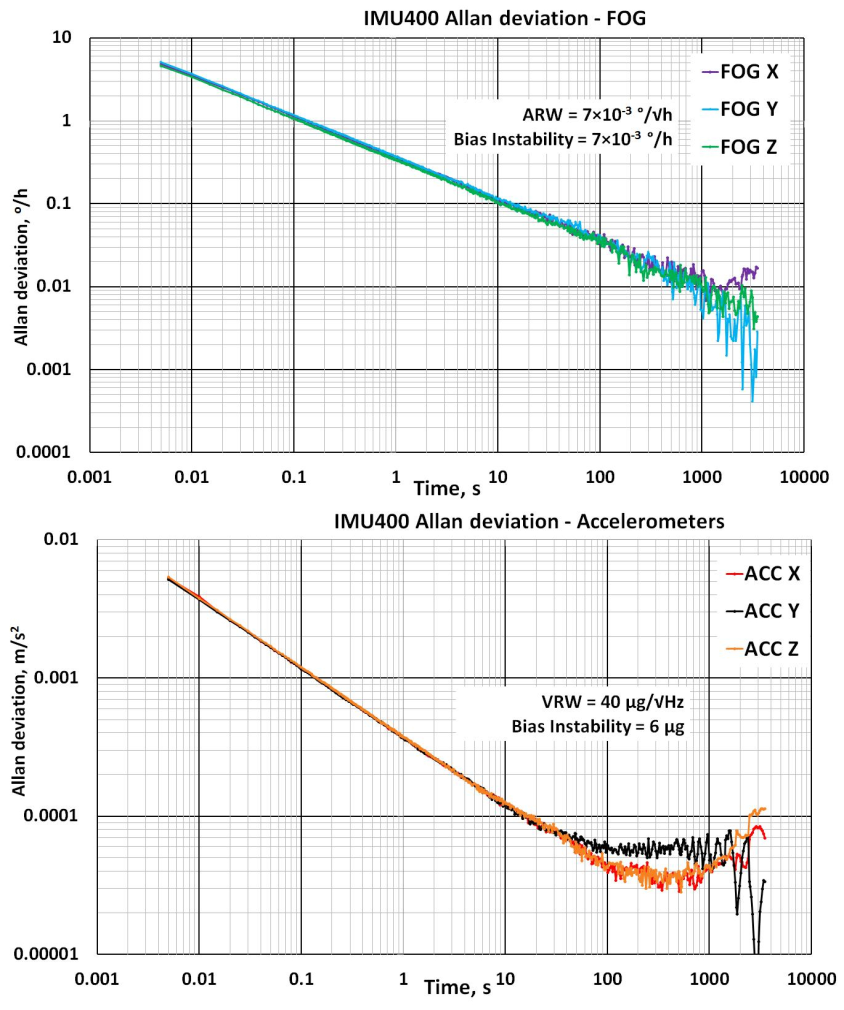 IMU400 Allan deviation - FOG
10
1
0.1
0.01
0.001
0.0001
Allan deviation, °/h
FOG X
FOG Y
FOG Z
ARW = 7×10⁻³ °/√h
Bias Instability = 7×10⁻³ °/h
0.001 0.01 0.1 1 10 100 1000 10000
Time, s
IMU400 Allan deviation - Accelerometers
0.01
0.001
0.0001
0.00001
Allan deviation, m/s²
ACC X
ACC Y
ACC Z
VRW = 40 µg/√Hz
Bias Instability = 6 µg
0.001 0.01 0.1 1 10 100 1000 10000
Time, s